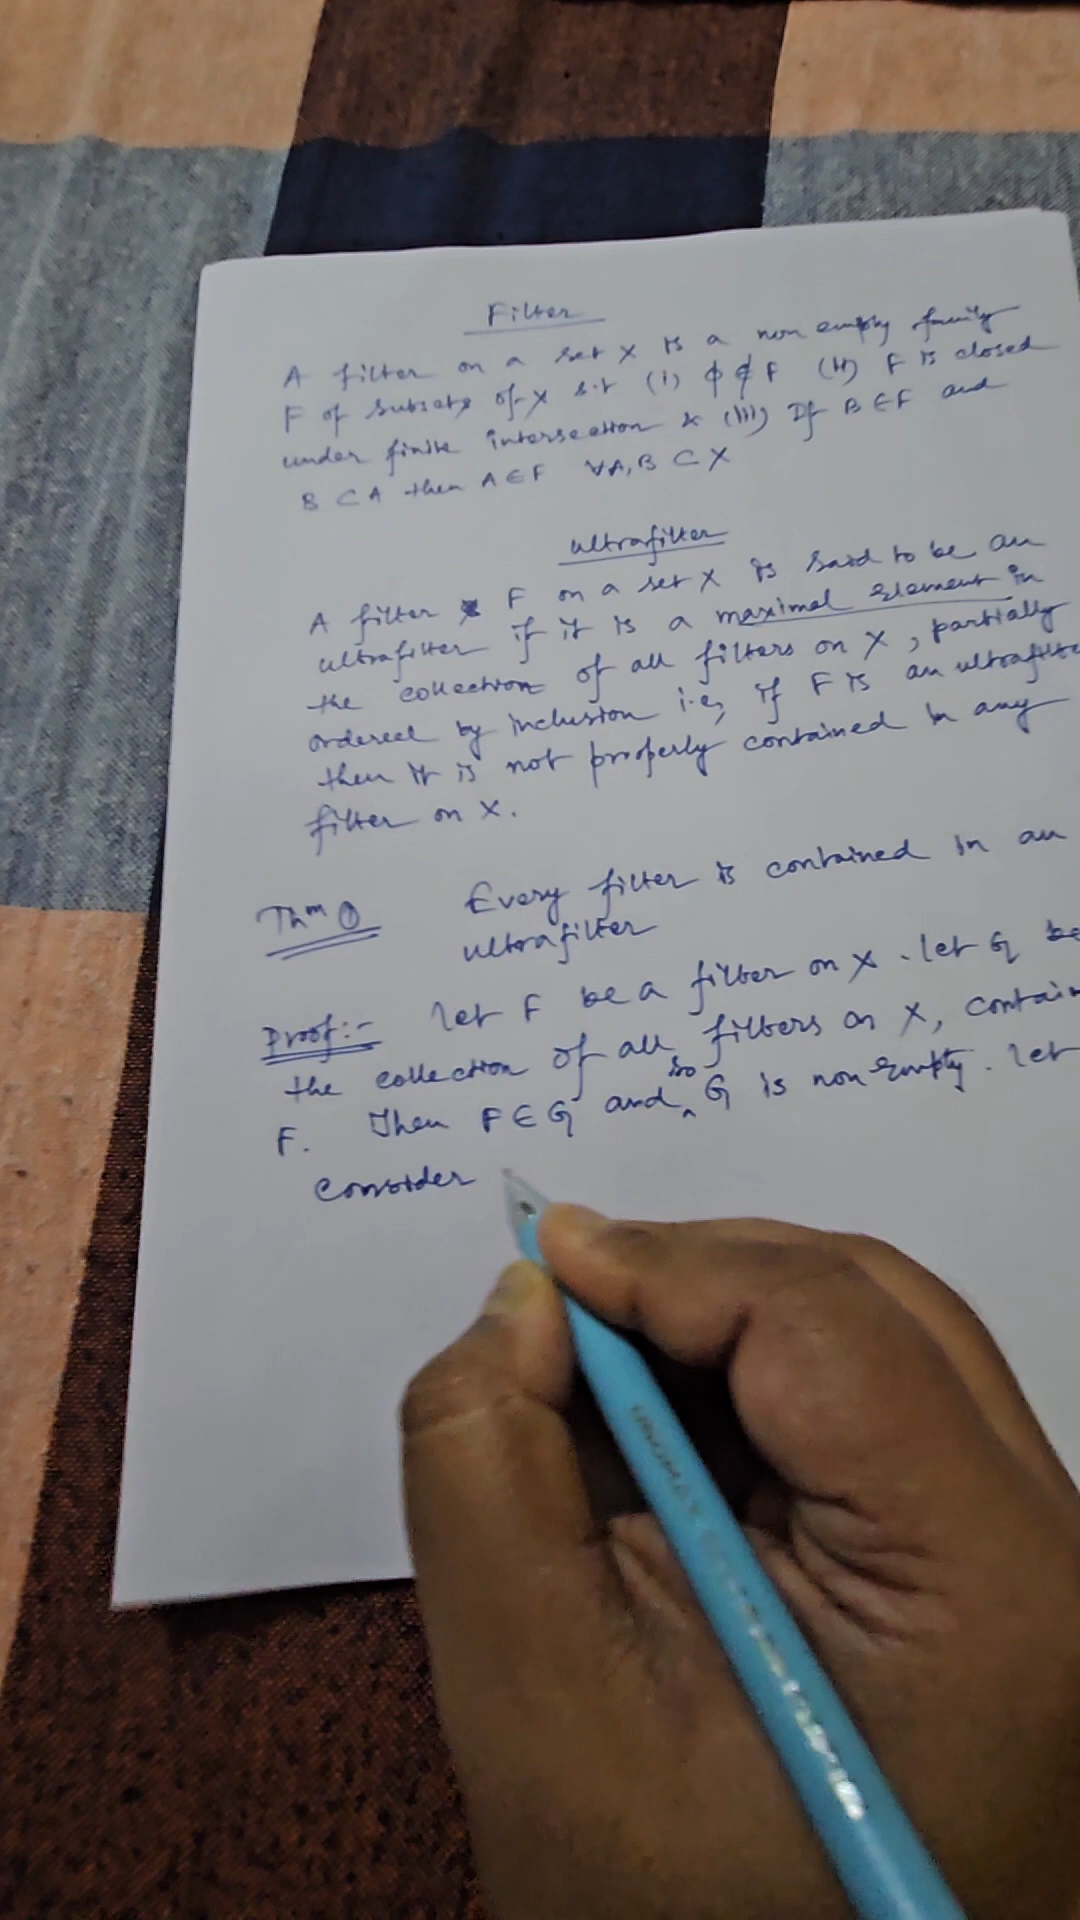 Filter
A filter on a set X is a non empty family
F of subsets of X s.t (i) ϕ ∉ F (ii) F is closed
under finite intersection & (iii) If B ∈ F and
B ⊂ A then A ∈ F ∀A, B ⊂ X
Ultrafilter
A filter F on a set X is said to be an
ultrafilter if it is a maximal element in
the collection of all filters on X, partially
ordered by inclusion i.e, if F is an ultrafilte
then it is not properly contained in any
filter on X.
Thm ① Every filter is contained in an
ultrafilter
Proof:- let F be a filter on X. let G be
the collection of all filters on X, contain
F. Then F ∈ G and so G is non empty. let
consider